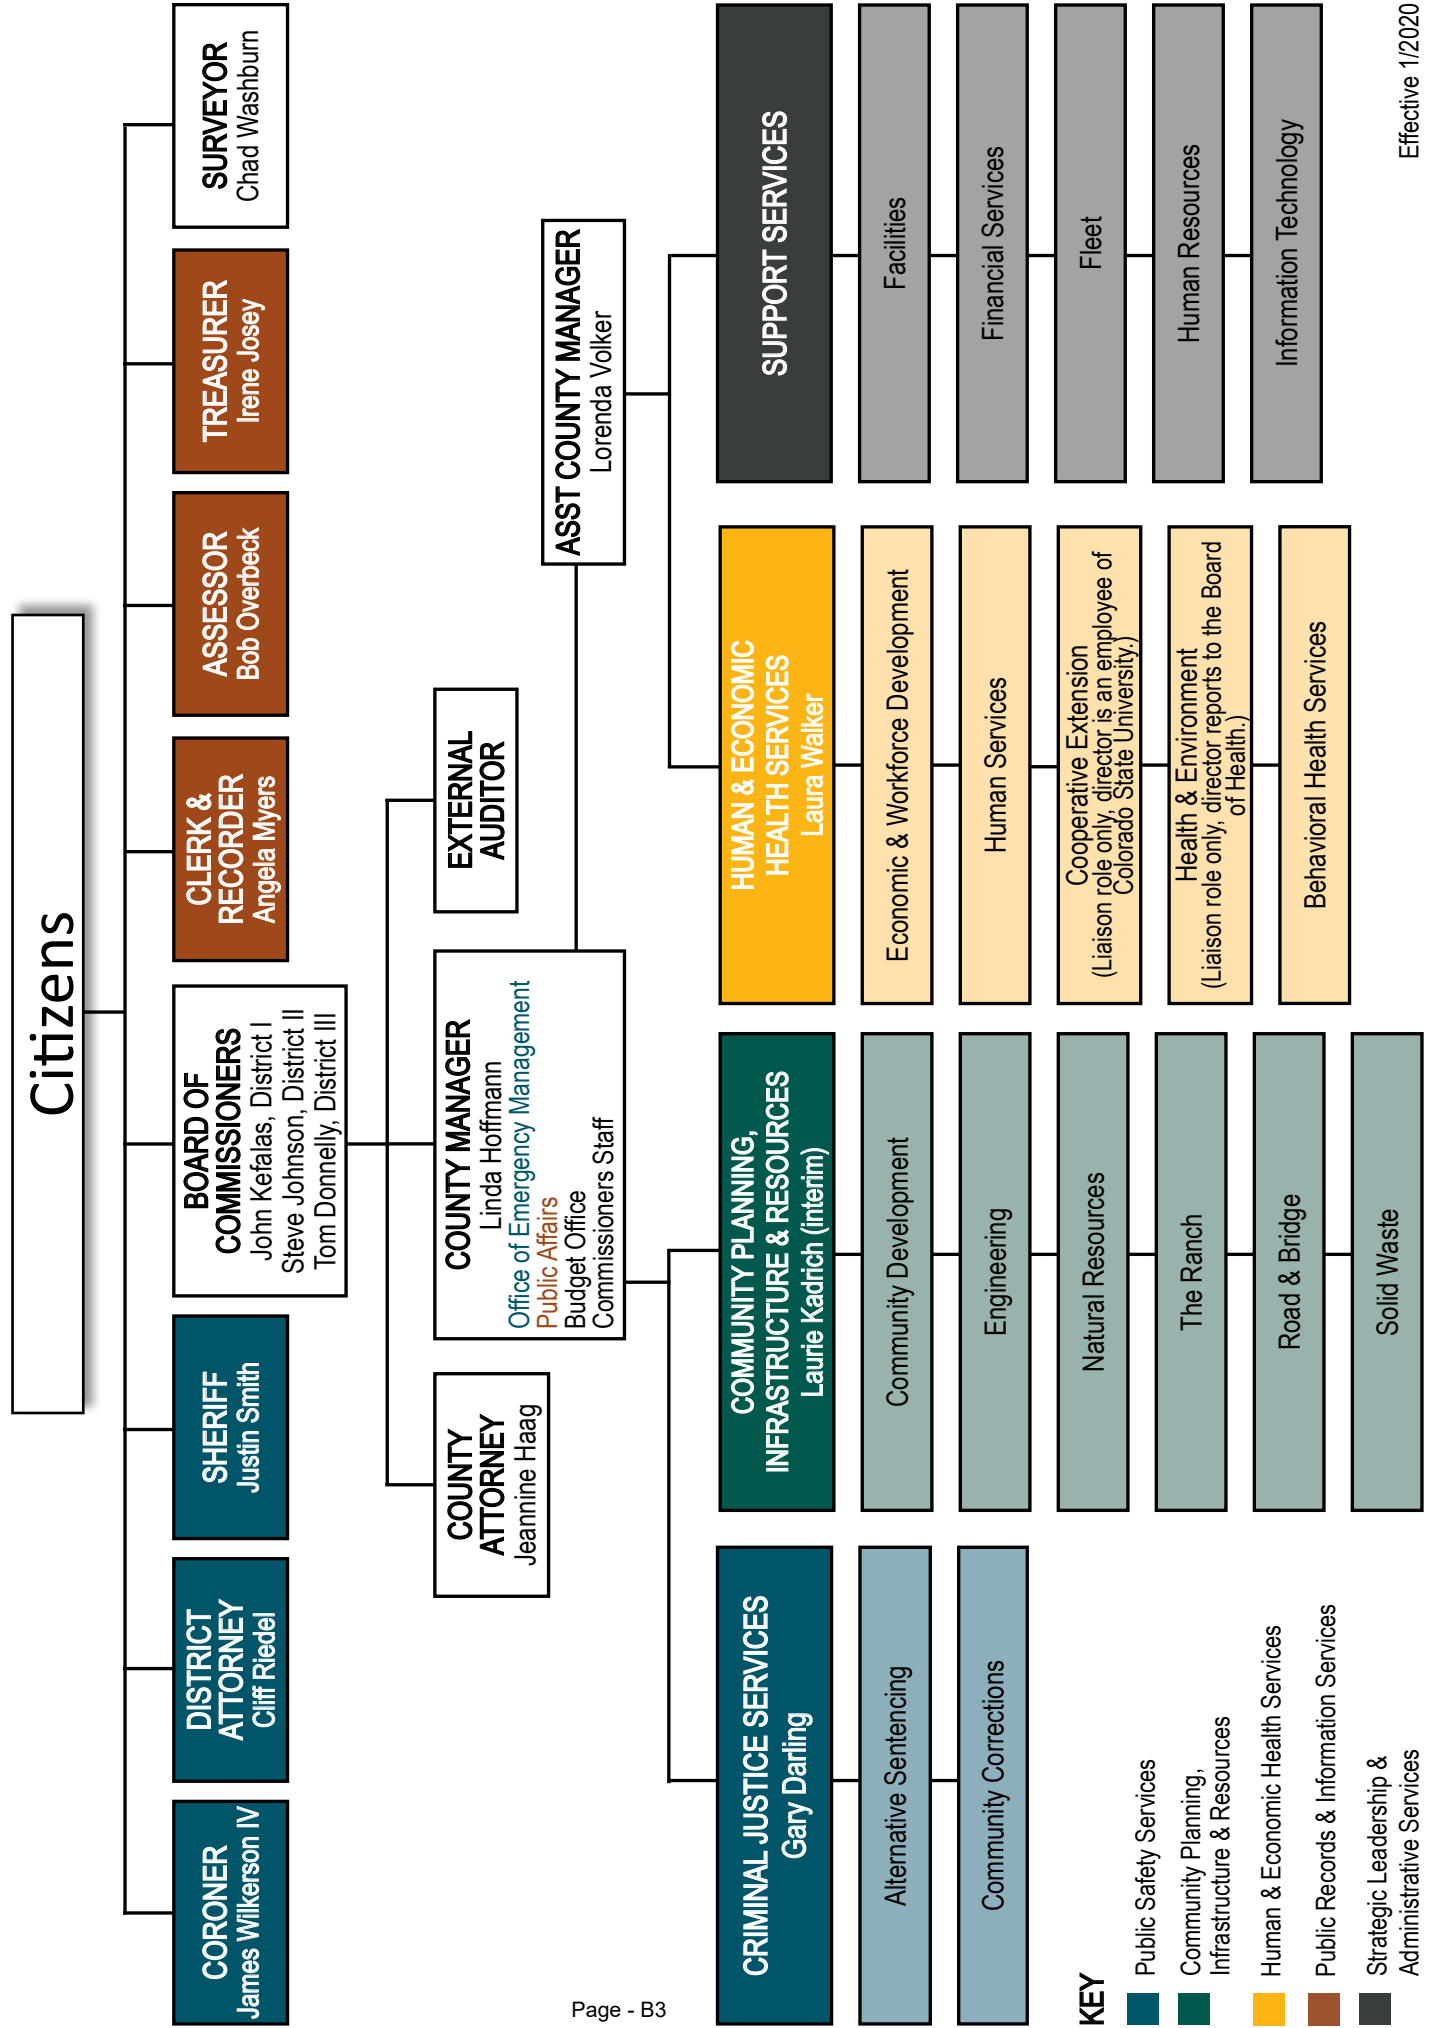 Citizens
CORONER
James Wilkerson IV
DISTRICT
ATTORNEY
Cliff Riedel
SHERIFF
Justin Smith
BOARD OF
COMMISSIONERS
John Kefalas, District I
Steve Johnson, District II
Tom Donnelly, District III
CLERK &
RECORDER
Angela Myers
ASSESSOR
Bob Overbeck
TREASURER
Irene Josey
SURVEYOR
Chad Washburn
COUNTY
ATTORNEY
Jeannine Haag
COUNTY MANAGER
Linda Hoffmann
Office of Emergency Management
Public Affairs
Budget Office
Commissioners Staff
EXTERNAL
AUDITOR
ASST COUNTY MANAGER
Lorenda Volker
CRIMINAL JUSTICE SERVICES
Gary Darling
Alternative Sentencing
Community Corrections
COMMUNITY PLANNING,
INFRASTRUCTURE & RESOURCES
Laurie Kadrich (interim)
Community Development
Engineering
Natural Resources
The Ranch
Road & Bridge
Solid Waste
HUMAN & ECONOMIC
HEALTH SERVICES
Laura Walker
Economic & Workforce Development
Human Services
Cooperative Extension
(Liaison role only, director is an employee of
Colorado State University.)
Health & Environment
(Liaison role only, director reports to the Board
of Health.)
Behavioral Health Services
SUPPORT SERVICES
Facilities
Financial Services
Fleet
Human Resources
Information Technology
KEY
Public Safety Services
Community Planning,
Infrastructure & Resources
Human & Economic Health Services
Public Records & Information Services
Strategic Leadership &
Administrative Services
Effective 1/2020
Page - B3